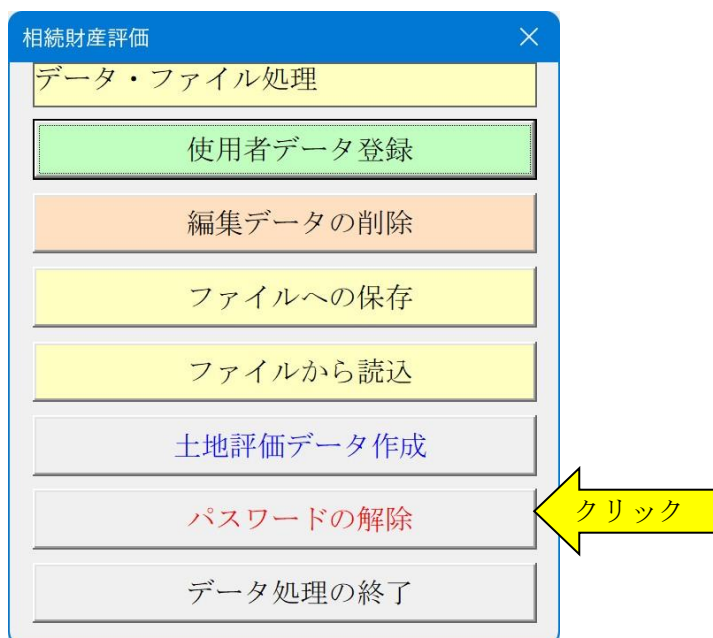 相続財産評価
データ・ファイル処理
使用者データ登録
編集データの削除
ファイルへの保存
ファイルから読込
土地評価データ作成
パスワードの解除
クリック
データ処理の終了